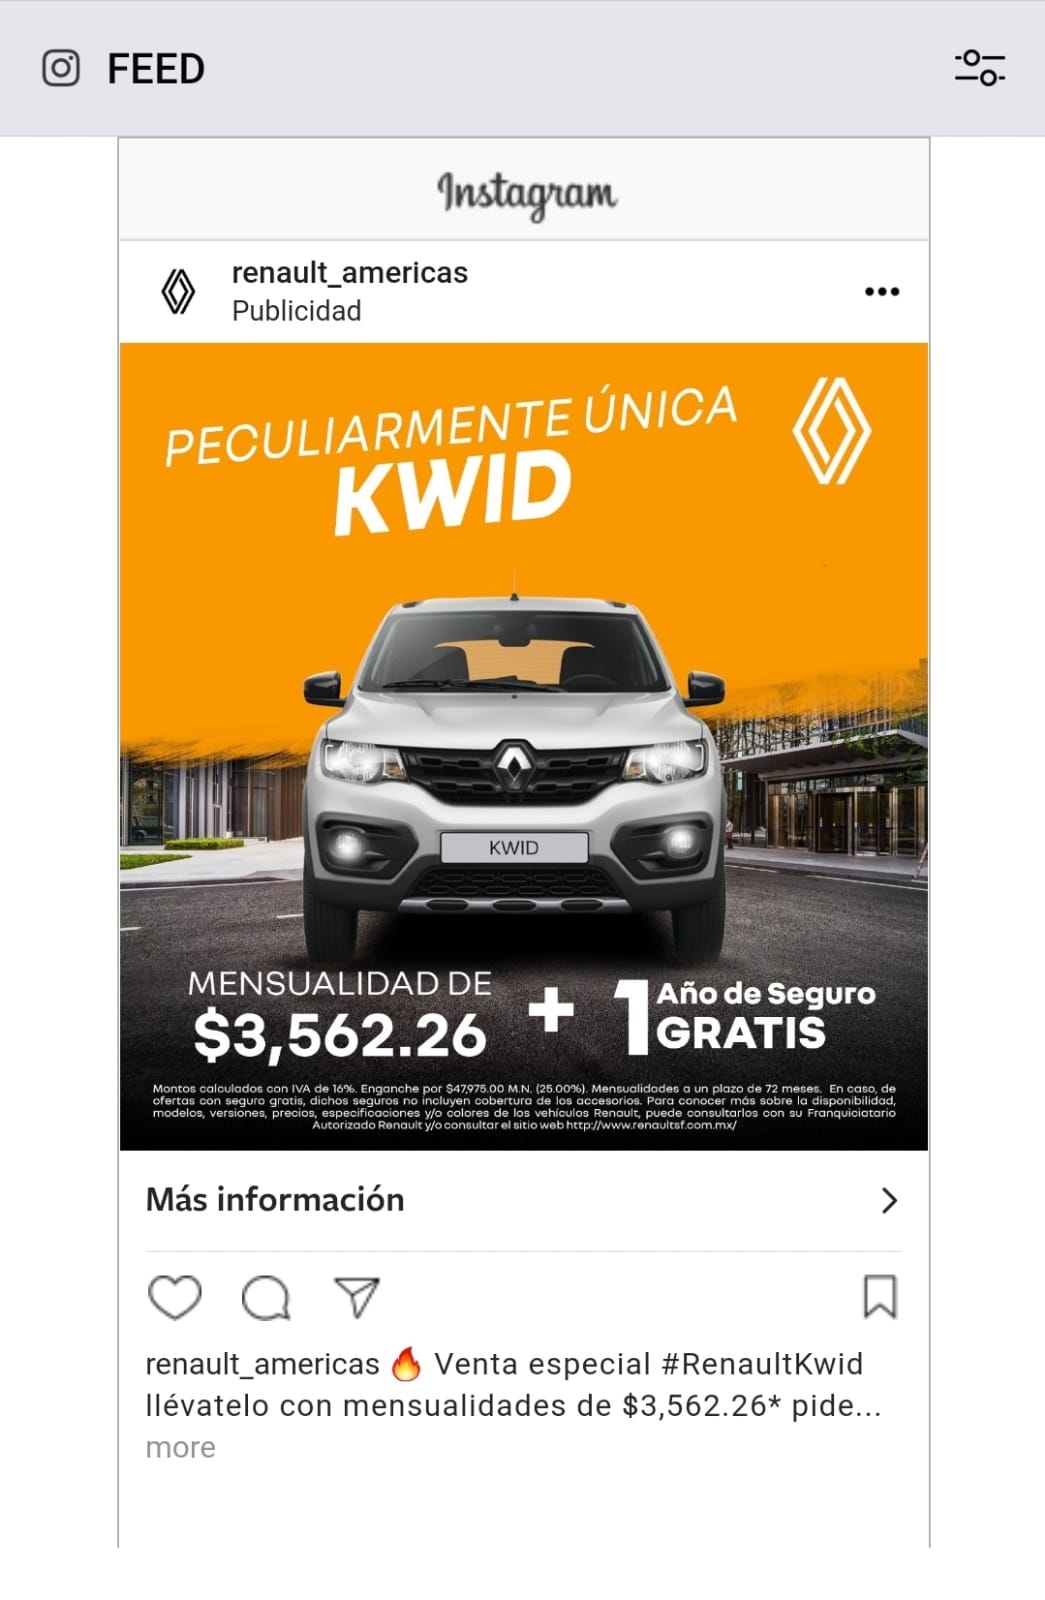 FEED
Instagram
renault_americas
Publicidad
PECULIARMENTE ÚNICA
KWID
KWID
MENSUALIDAD DE
$3,562.26
+
1 Año de Seguro
GRATIS
Montos calculados con IVA de 16%. Enganche por $47,975.00 M.N. (25.00%). Mensualidades a un plazo de 72 meses. En caso, de
ofertas con seguro gratis, dichos seguros no incluyen cobertura de los accesorios. Para conocer más sobre la disponibilidad,
modelos, versiones, precios, especificaciones y/o colores de los vehículos Renault, puede consultarlos con su Franquiciatario
Autorizado Renault y/o consultar el sitio web http://www.renaultsf.com.mx/
Más información
renault_americas 🔥 Venta especial #RenaultKwid
llévatelo con mensualidades de $3,562.26* pide...
more